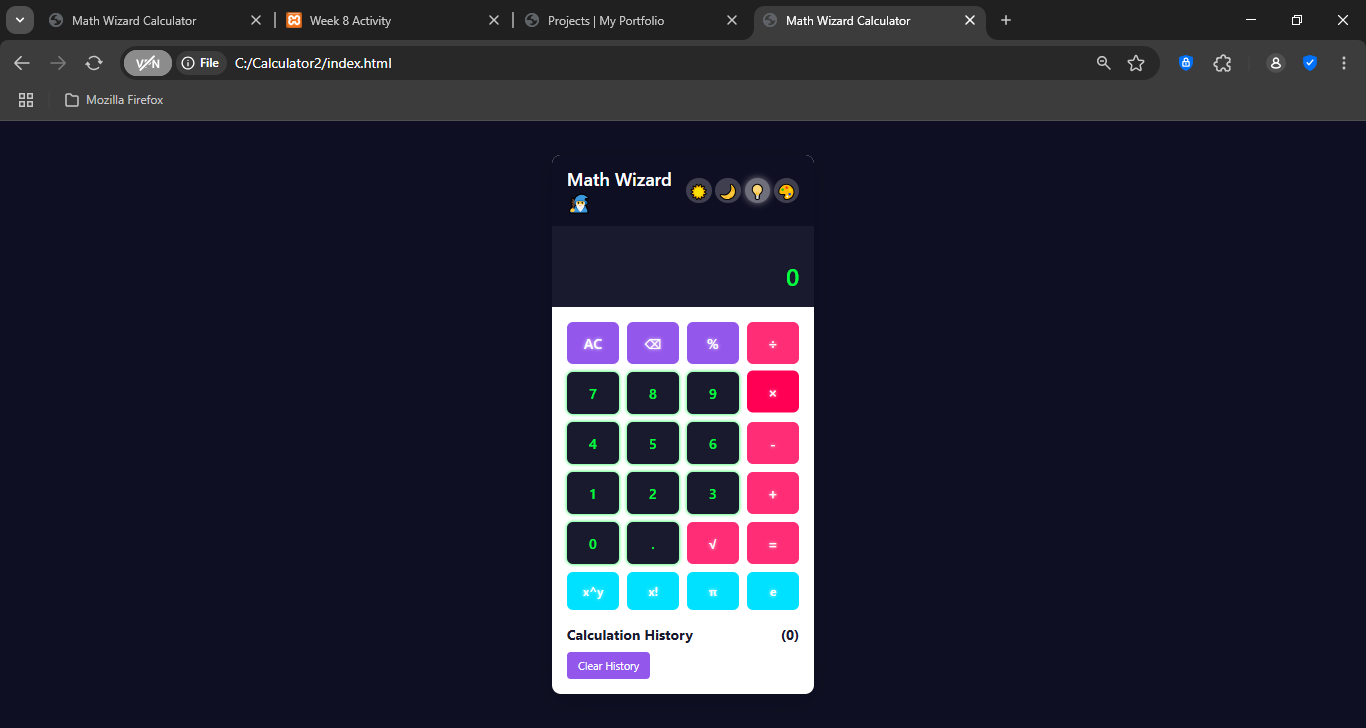 Math Wizard Calculator
Week 8 Activity
Projects | My Portfolio
Math Wizard Calculator
VPN
File
C:/Calculator2/index.html
Mozilla Firefox
Math Wizard
0
AC ⌫ % ÷
7 8 9 ×
4 5 6 -
1 2 3 +
0 . √ =
x^y x! π e
Calculation History (0)
Clear History